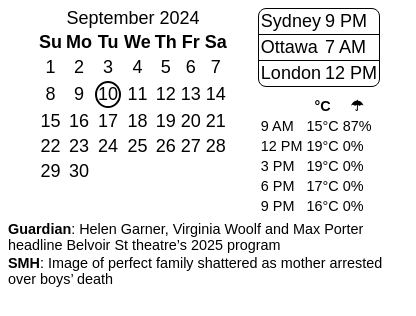 September 2024
Su Mo Tu We Th Fr Sa
1 2 3 4 5 6 7
8 9 10 11 12 13 14
15 16 17 18 19 20 21
22 23 24 25 26 27 28
29 30
Sydney 9 PM
Ottawa 7 AM
London 12 PM
°C ☂
9 AM 15°C 87%
12 PM 19°C 0%
3 PM 19°C 0%
6 PM 17°C 0%
9 PM 16°C 0%
Guardian: Helen Garner, Virginia Woolf and Max Porter
headline Belvoir St theatre's 2025 program
SMH: Image of perfect family shattered as mother arrested
over boys' death